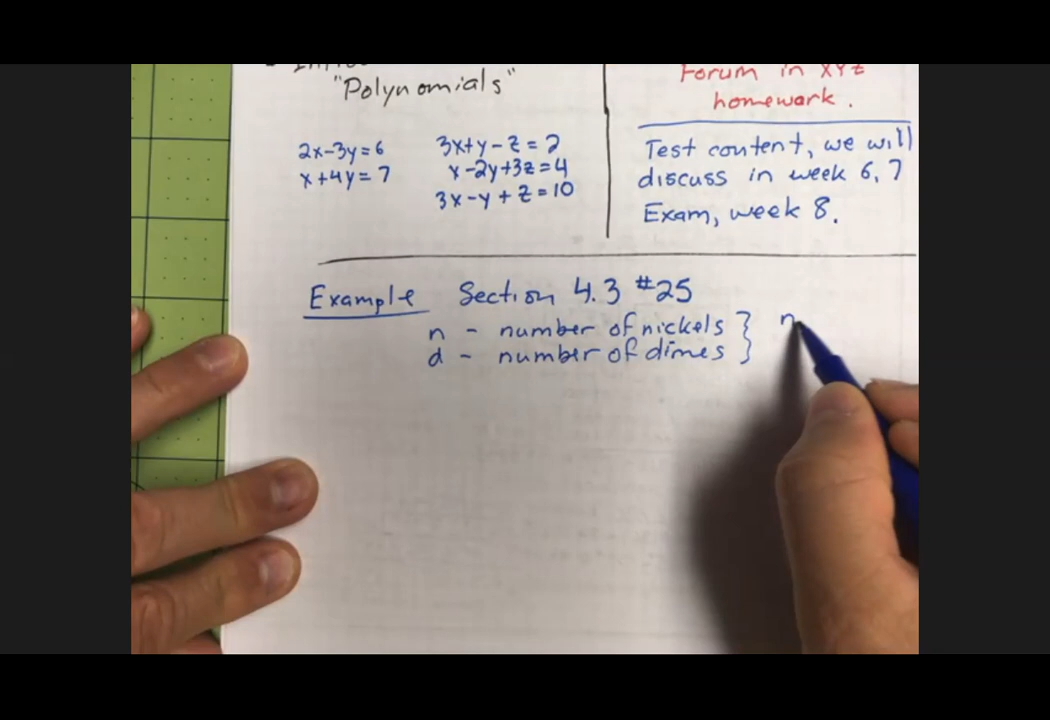 "Polynomials"
2x-3y=6
x+4y=7
3x+y-z=2
x-2y+3z=4
3x-y+z=10
Forum in XYZ
homework.
Test content, we will
discuss in week 6,7
Exam, week 8.
Example Section 4.3 #25
n - number of nickels } n
d - number of dimes }